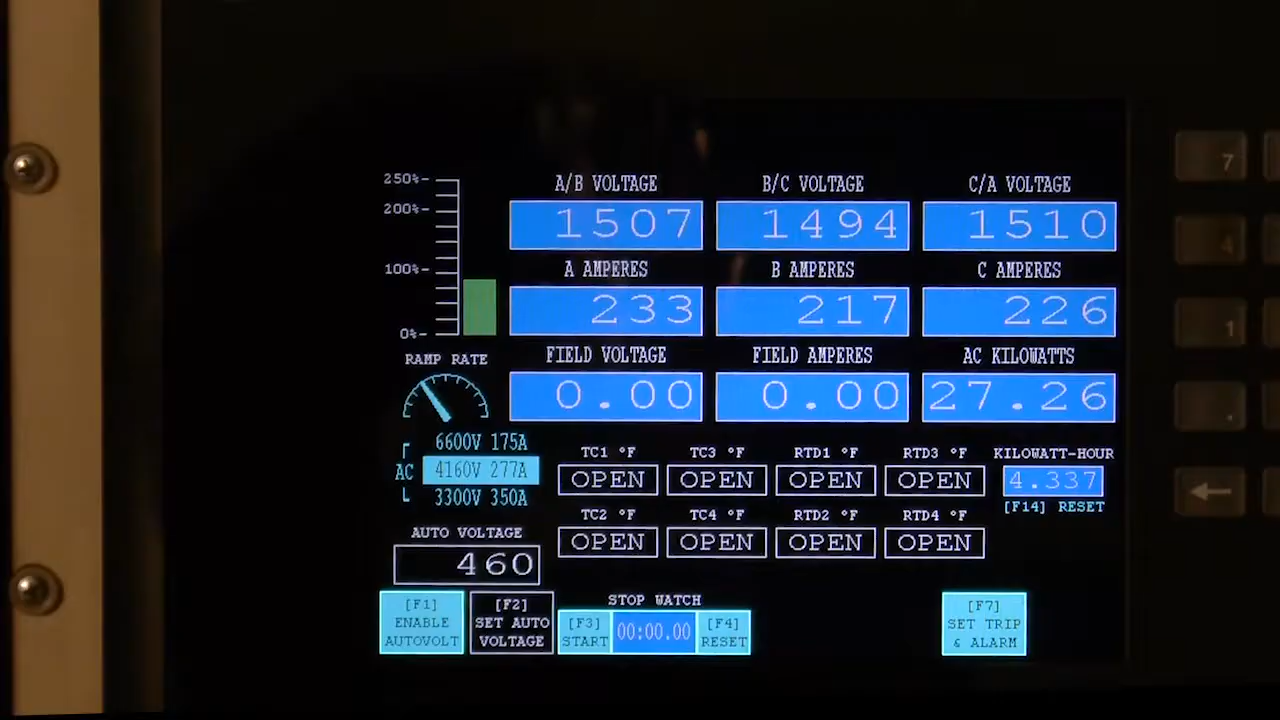 250%-
200%-
100%-
0%-
A/B VOLTAGE B/C VOLTAGE C/A VOLTAGE
1507 1494 1510
A AMPERES B AMPERES C AMPERES
233 217 226
FIELD VOLTAGE FIELD AMPERES AC KILOWATTS
0.00 0.00 27.26
RAMP RATE
AC
6600V 175A
4160V 277A
3300V 350A
TC1 °F TC3 °F RTD1 °F RTD3 °F
OPEN OPEN OPEN OPEN
TC2 °F TC4 °F RTD2 °F RTD4 °F
OPEN OPEN OPEN OPEN
KILOWATT-HOUR
4.337
[F14] RESET
AUTO VOLTAGE
460
[F1]
ENABLE
AUTOVOLT
[F2]
SET AUTO
VOLTAGE
STOP WATCH
[F3]
START
00:00.00
[F4]
RESET
[F7]
SET TRIP
& ALARM
7
4
1
.